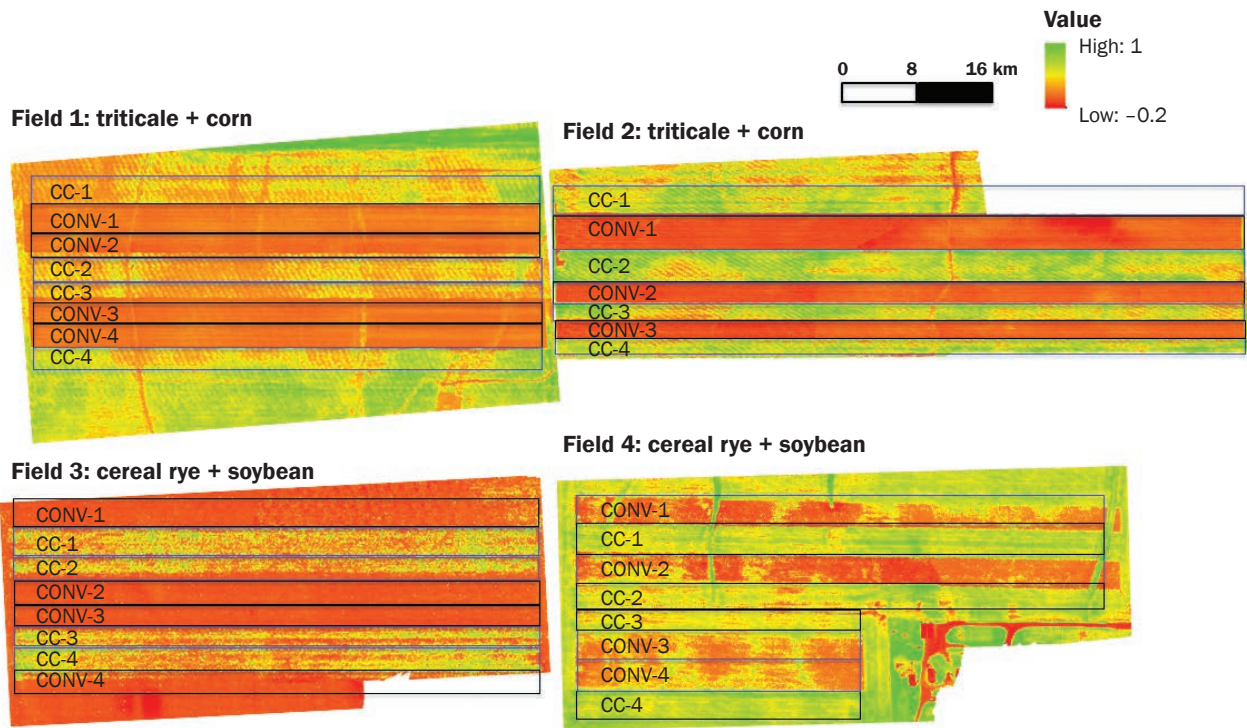 Value
High: 1
Low: –0.2
0 8 16 km
Field 1: triticale + corn
CC-1
CONV-1
CONV-2
CC-2
CC-3
CONV-3
CONV-4
CC-4
Field 2: triticale + corn
CC-1
CONV-1
CC-2
CONV-2
CC-3
CONV-3
CC-4
Field 3: cereal rye + soybean
CONV-1
CC-1
CC-2
CONV-2
CONV-3
CC-3
CC-4
CONV-4
Field 4: cereal rye + soybean
CONV-1
CC-1
CONV-2
CC-2
CC-3
CONV-3
CONV-4
CC-4